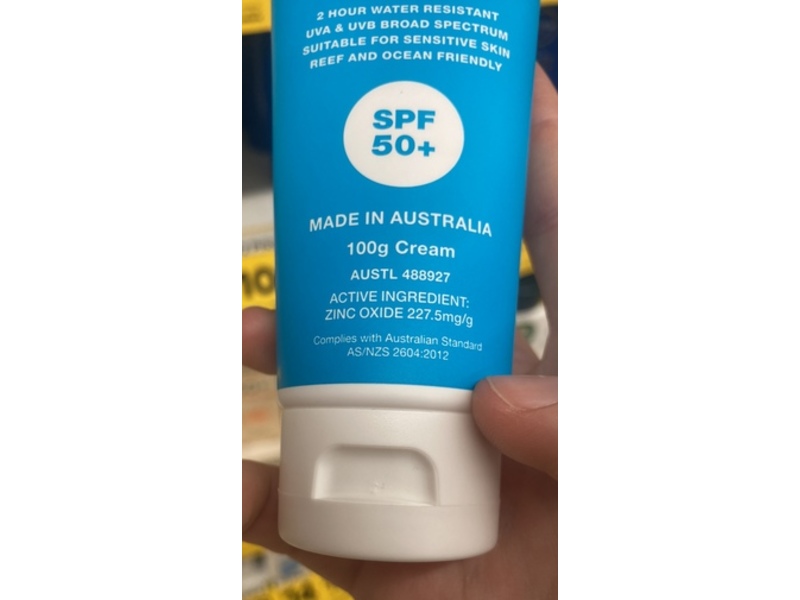 2 HOUR WATER RESISTANT
UVA & UVB BROAD SPECTRUM
SUITABLE FOR SENSITIVE SKIN
REEF AND OCEAN FRIENDLY
SPF
50+
MADE IN AUSTRALIA
100g Cream
AUSTL 488927
ACTIVE INGREDIENT:
ZINC OXIDE 227.5mg/g
Complies with Australian Standard
AS/NZS 2604:2012
10